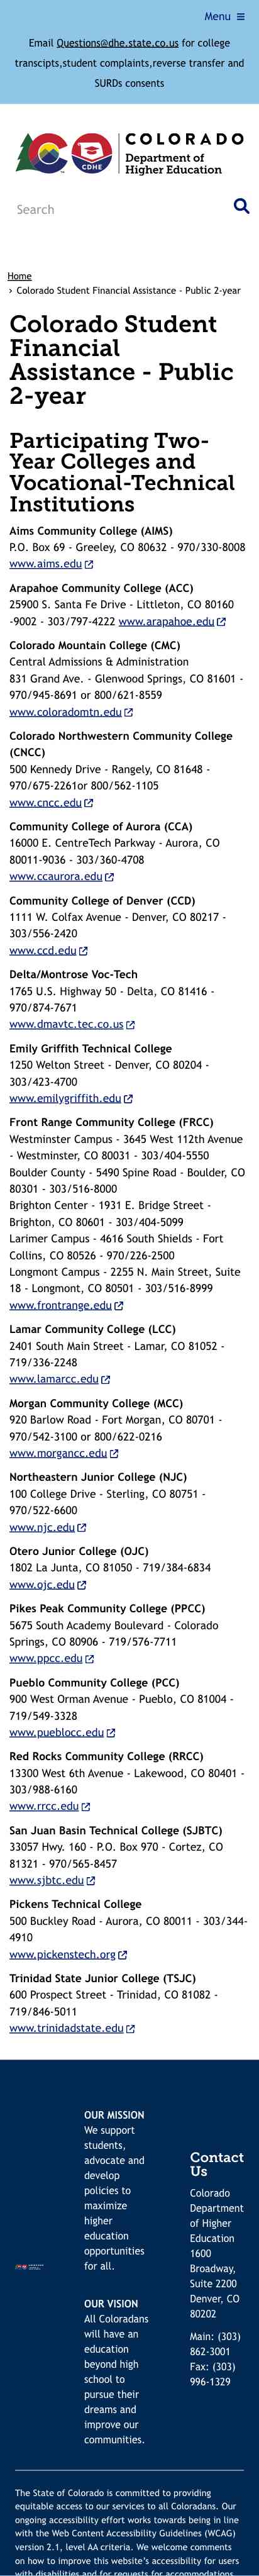 Menu ≡
Email Questions@dhe.state.co.us for college
transcipts,student complaints,reverse transfer and
SURDs consents
COLORADO
Department of
Higher Education
CDHE
Search
Home
› Colorado Student Financial Assistance - Public 2-year
Colorado Student
Financial
Assistance - Public
2-year
Participating Two-
Year Colleges and
Vocational-Technical
Institutions
Aims Community College (AIMS)
P.O. Box 69 - Greeley, CO 80632 - 970/330-8008
www.aims.edu
Arapahoe Community College (ACC)
25900 S. Santa Fe Drive - Littleton, CO 80160
-9002 - 303/797-4222 www.arapahoe.edu
Colorado Mountain College (CMC)
Central Admissions & Administration
831 Grand Ave. - Glenwood Springs, CO 81601 -
970/945-8691 or 800/621-8559
www.coloradomtn.edu
Colorado Northwestern Community College
(CNCC)
500 Kennedy Drive - Rangely, CO 81648 -
970/675-2261or 800/562-1105
www.cncc.edu
Community College of Aurora (CCA)
16000 E. CentreTech Parkway - Aurora, CO
80011-9036 - 303/360-4708
www.ccaurora.edu
Community College of Denver (CCD)
1111 W. Colfax Avenue - Denver, CO 80217 -
303/556-2420
www.ccd.edu
Delta/Montrose Voc-Tech
1765 U.S. Highway 50 - Delta, CO 81416 -
970/874-7671
www.dmavtc.tec.co.us
Emily Griffith Technical College
1250 Welton Street - Denver, CO 80204 -
303/423-4700
www.emilygriffith.edu
Front Range Community College (FRCC)
Westminster Campus - 3645 West 112th Avenue
- Westminster, CO 80031 - 303/404-5550
Boulder County - 5490 Spine Road - Boulder, CO
80301 - 303/516-8000
Brighton Center - 1931 E. Bridge Street -
Brighton, CO 80601 - 303/404-5099
Larimer Campus - 4616 South Shields - Fort
Collins, CO 80526 - 970/226-2500
Longmont Campus - 2255 N. Main Street, Suite
18 - Longmont, CO 80501 - 303/516-8999
www.frontrange.edu
Lamar Community College (LCC)
2401 South Main Street - Lamar, CO 81052 -
719/336-2248
www.lamarcc.edu
Morgan Community College (MCC)
920 Barlow Road - Fort Morgan, CO 80701 -
970/542-3100 or 800/622-0216
www.morgancc.edu
Northeastern Junior College (NJC)
100 College Drive - Sterling, CO 80751 -
970/522-6600
www.njc.edu
Otero Junior College (OJC)
1802 La Junta, CO 81050 - 719/384-6834
www.ojc.edu
Pikes Peak Community College (PPCC)
5675 South Academy Boulevard - Colorado
Springs, CO 80906 - 719/576-7711
www.ppcc.edu
Pueblo Community College (PCC)
900 West Orman Avenue - Pueblo, CO 81004 -
719/549-3328
www.pueblocc.edu
Red Rocks Community College (RRCC)
13300 West 6th Avenue - Lakewood, CO 80401 -
303/988-6160
www.rrcc.edu
San Juan Basin Technical College (SJBTC)
33057 Hwy. 160 - P.O. Box 970 - Cortez, CO
81321 - 970/565-8457
www.sjbtc.edu
Pickens Technical College
500 Buckley Road - Aurora, CO 80011 - 303/344-
4910
www.pickenstech.org
Trinidad State Junior College (TSJC)
600 Prospect Street - Trinidad, CO 81082 -
719/846-5011
www.trinidadstate.edu
OUR MISSION
We support
students,
advocate and
develop
policies to
maximize
higher
education
opportunities
for all.
OUR VISION
All Coloradans
will have an
education
beyond high
school to
pursue their
dreams and
improve our
communities.
Contact
Us
Colorado
Department
of Higher
Education
1600
Broadway,
Suite 2200
Denver, CO
80202
Main: (303)
862-3001
Fax: (303)
996-1329
The State of Colorado is committed to providing
equitable access to our services to all Coloradans. Our
ongoing accessibility effort works towards being in line
with the Web Content Accessibility Guidelines (WCAG)
version 2.1, level AA criteria. We welcome comments
on how to improve this website's accessibility for users
with disabilities and for requests for accommodations